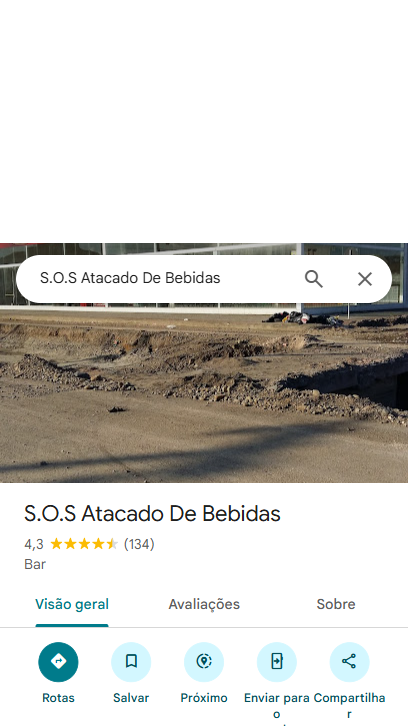 S.O.S Atacado De Bebidas
S.O.S Atacado De Bebidas
4,3 (134)
Bar
Visão geral Avaliações Sobre
Rotas Salvar Próximo Enviar para o Compartilhar